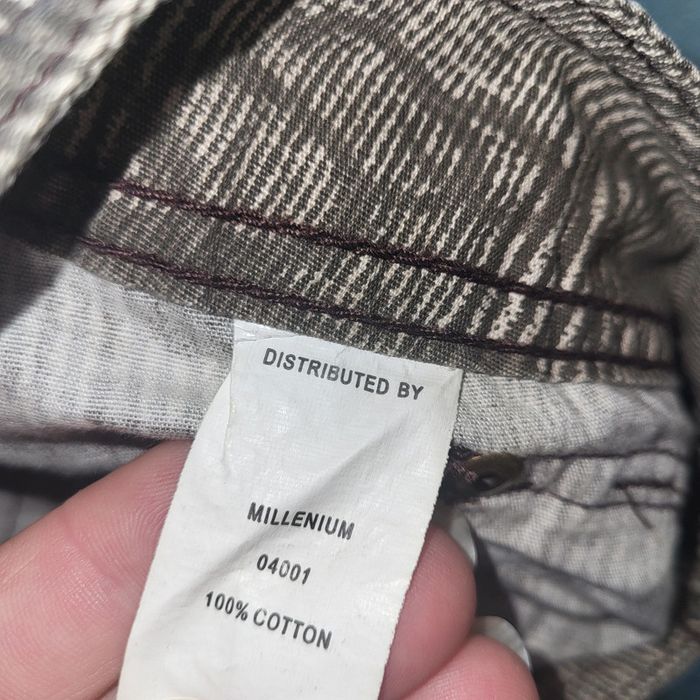 DISTRIBUTED BY
MILLENIUM
04001
100% COTTON